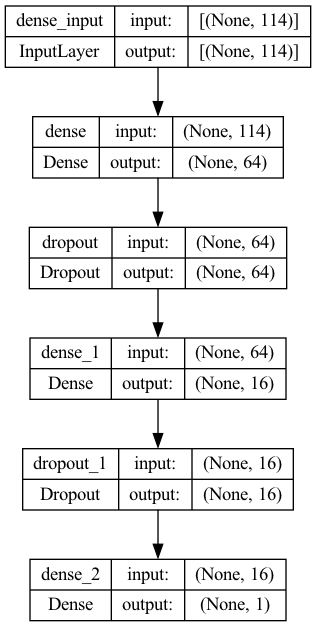 dense_input input: [(None, 114)]
InputLayer output: [(None, 114)]
dense input: (None, 114)
Dense output: (None, 64)
dropout input: (None, 64)
Dropout output: (None, 64)
dense_1 input: (None, 64)
Dense output: (None, 16)
dropout_1 input: (None, 16)
Dropout output: (None, 16)
dense_2 input: (None, 16)
Dense output: (None, 1)